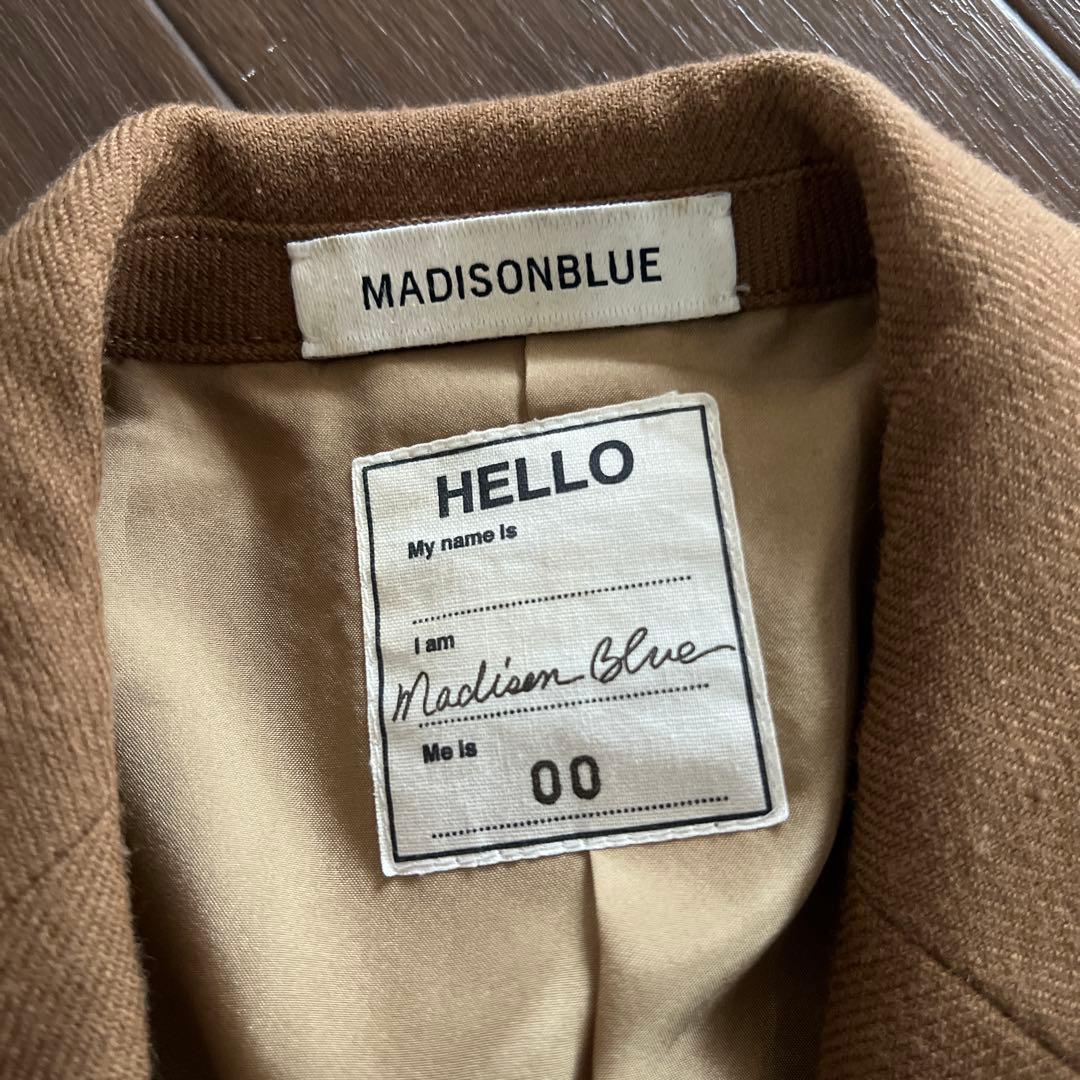 MADISONBLUE
HELLO
My name is
I am
Madison Blue
Me is
00